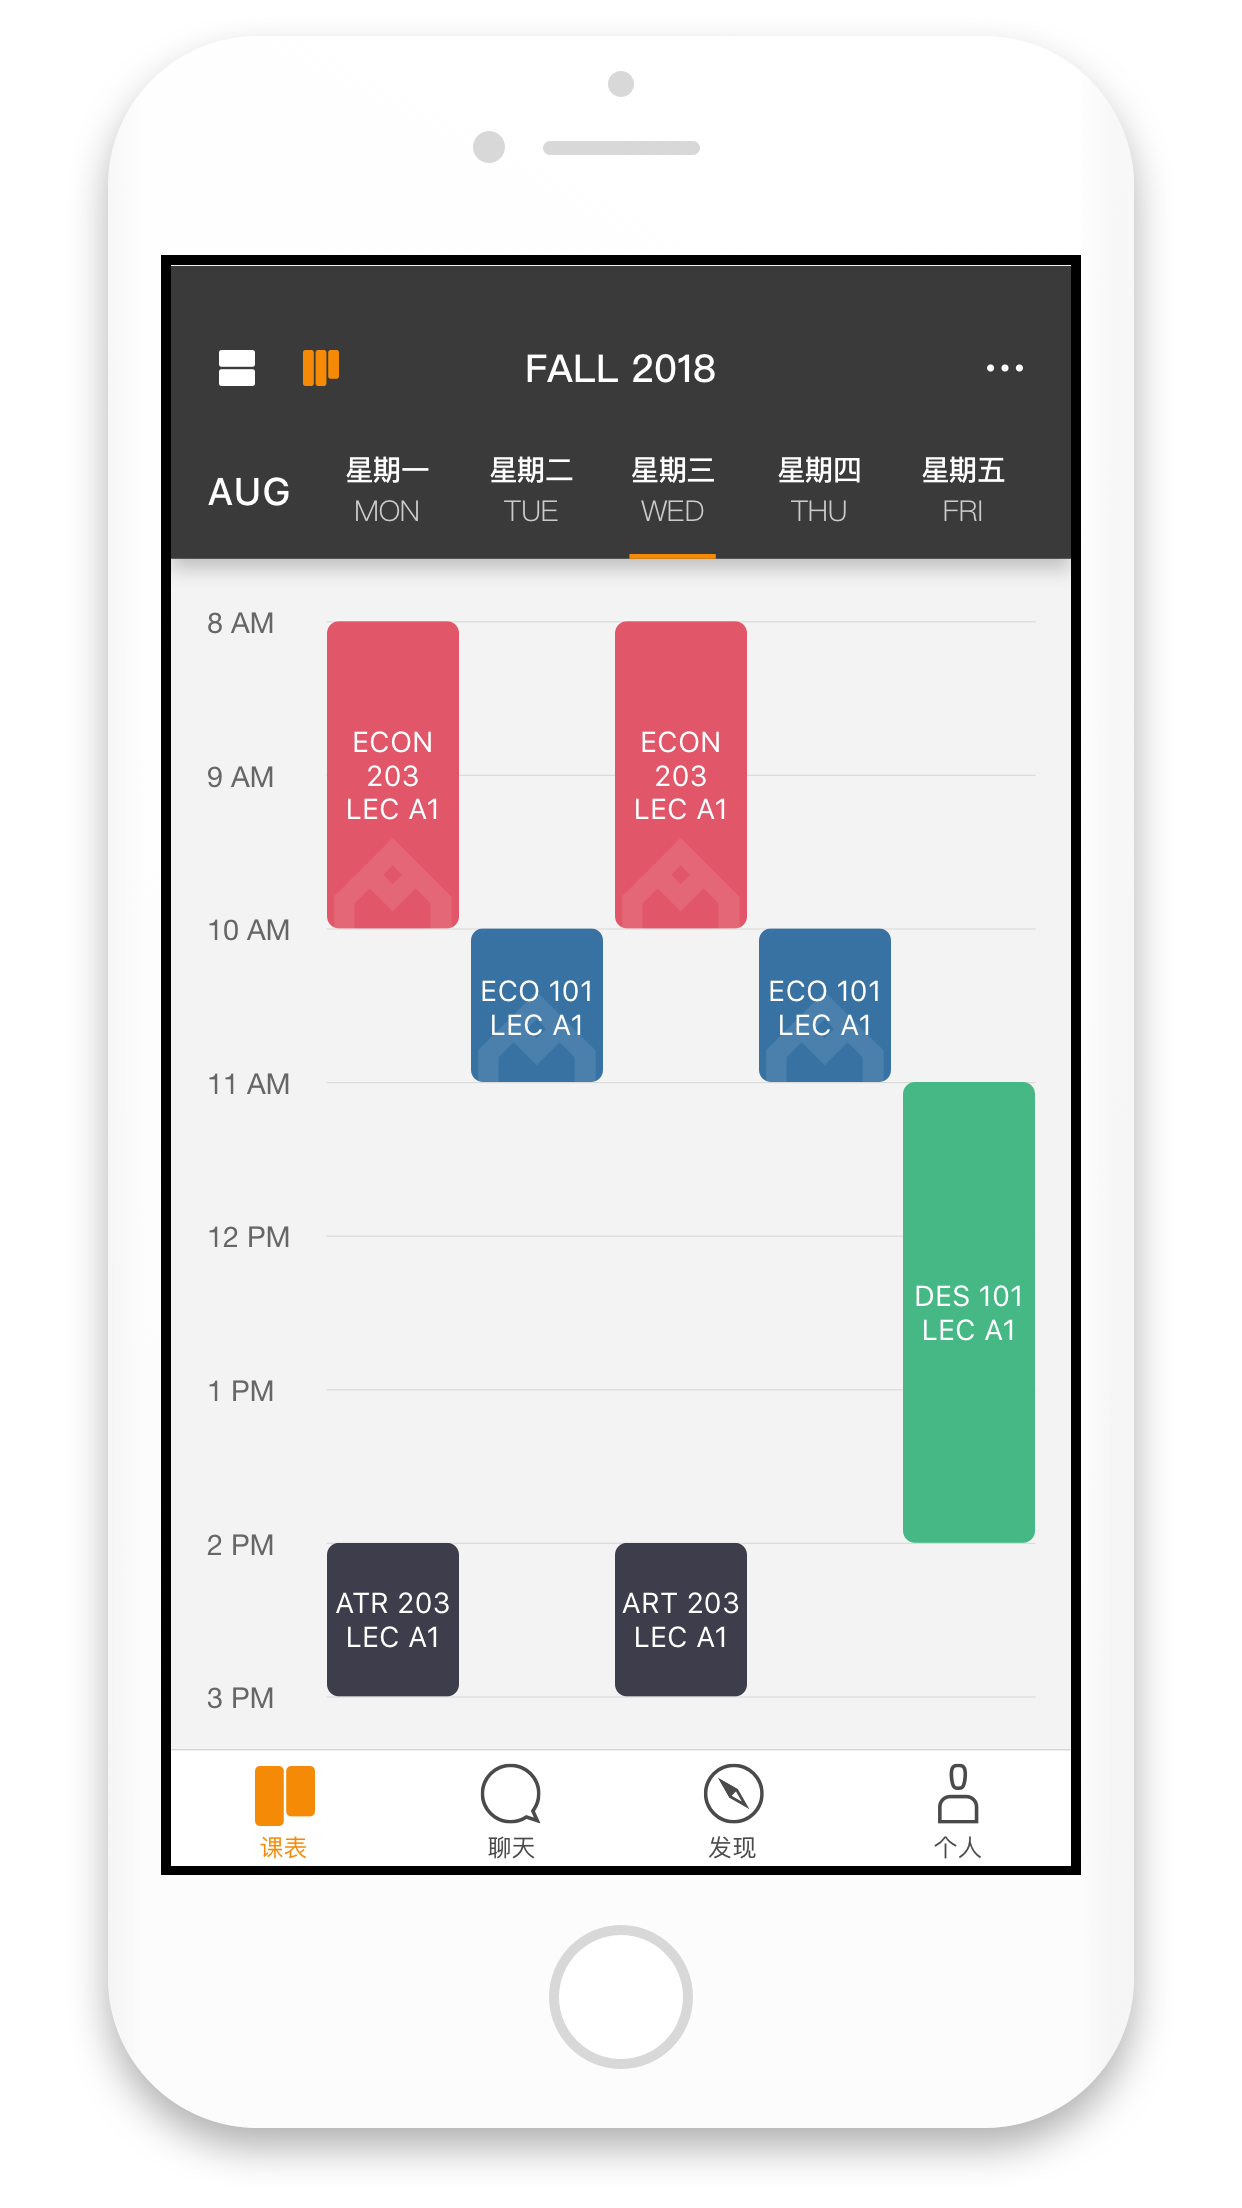 FALL 2018
AUG
星期一 星期二 星期三 星期四 星期五
MON TUE WED THU FRI
8 AM
ECON
203
LEC A1
ECON
203
LEC A1
9 AM
10 AM
ECO 101
LEC A1
ECO 101
LEC A1
11 AM
12 PM
DES 101
LEC A1
1 PM
2 PM
ATR 203
LEC A1
ART 203
LEC A1
3 PM
课表 聊天 发现 个人